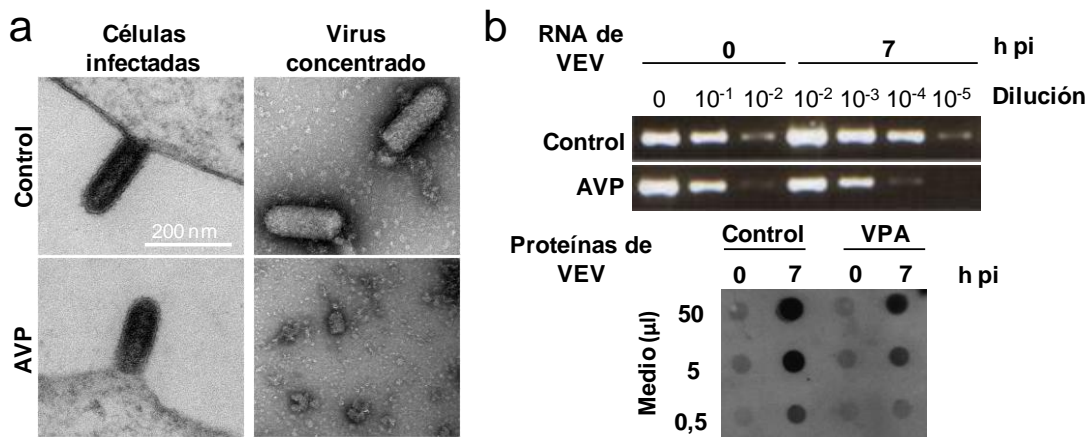 a
Células
infectadas
Virus
concentrado
Control
200 nm
AVP
b
RNA de
VEV
0
7
h pi
0
10⁻¹
10⁻²
10⁻²
10⁻³
10⁻⁴
10⁻⁵
Dilución
Control
AVP
Proteínas de
VEV
Control
VPA
0
7
0
7
h pi
Medio (µl)
50
5
0,5